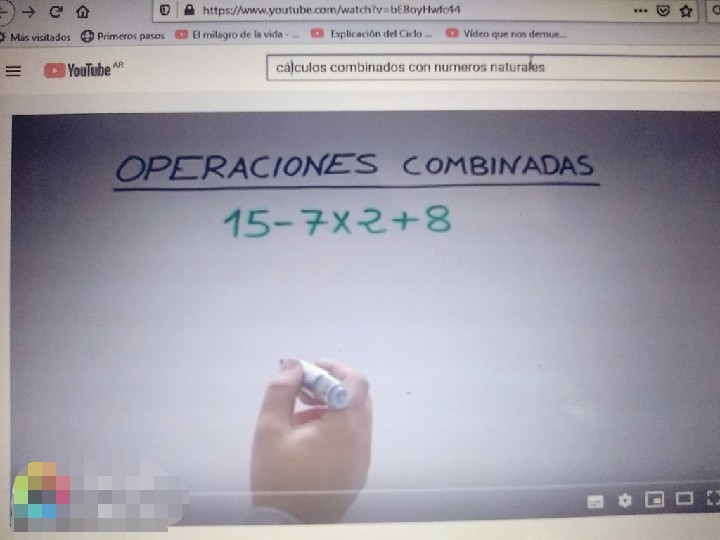 https://www.youtube.com/watch?v=bE8oyHwfo44
Más visitados Primeros pasos El milagro de la vida - ... Explicación del Ciclo ... Video que nos demue...
YouTube AR
cálculos combinados con numeros naturales
OPERACIONES COMBINADAS
15-7x2+8